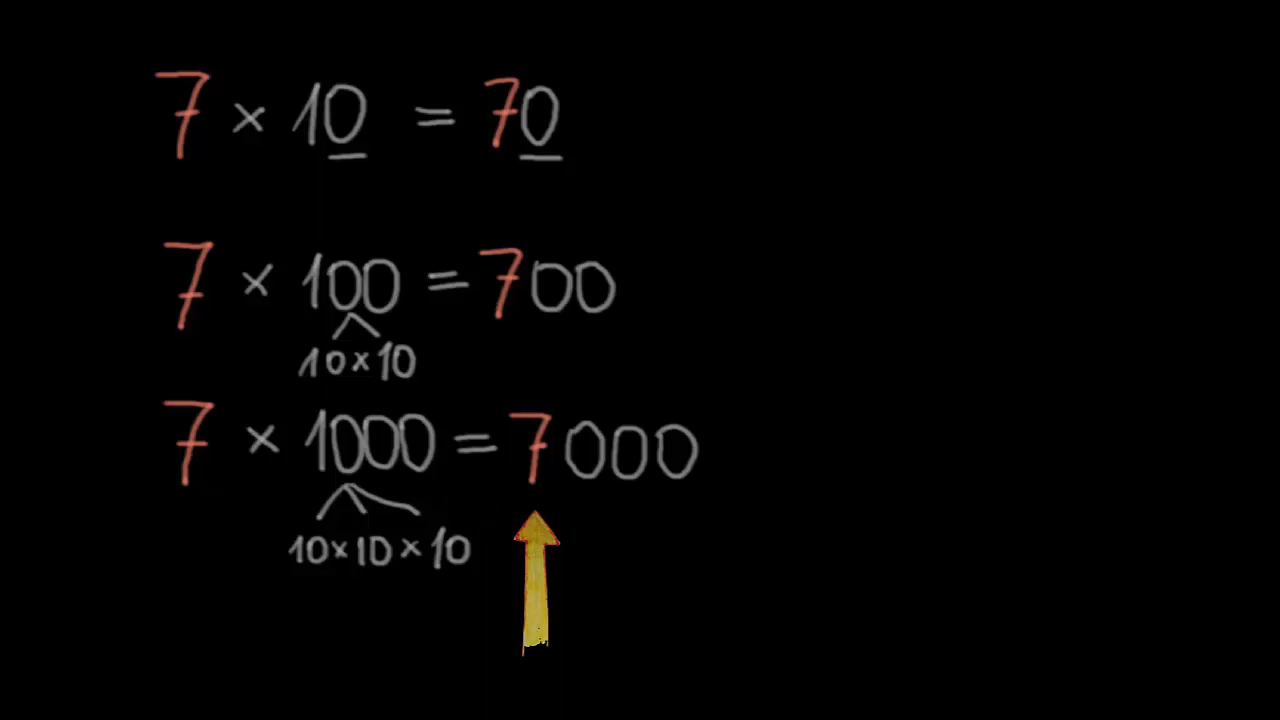 7 × 10 = 70
7 × 100 = 700
10 × 10
7 × 1000 = 7000
10 × 10 × 10